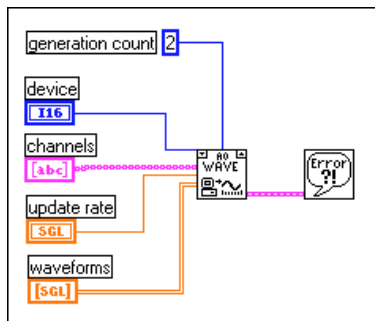 generation count 2
device
I16
channels
[abc]
update rate
SGL
waveforms
[SGL]
AO
WAVE
Error
?!